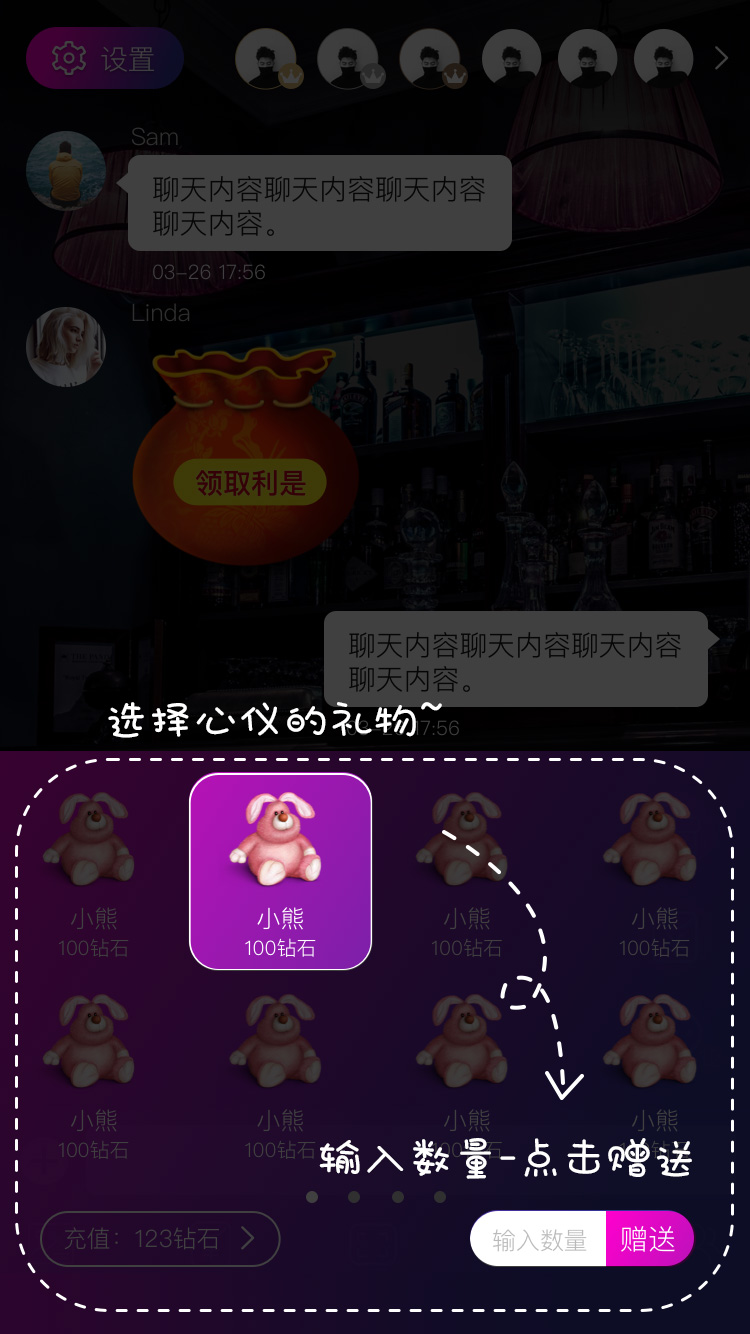 设置
Sam
聊天内容聊天内容聊天内容
聊天内容。
03-26 17:56
Linda
领取利是
聊天内容聊天内容聊天内容
聊天内容。
17:56
选择心仪的礼物~
小熊 小熊 小熊 小熊
100钻石 100钻石 100钻石 100钻石
小熊 小熊 小熊 小熊
100钻石 100钻石 100钻石 100钻石
输入数量-点击赠送
充值：123钻石 输入数量 赠送